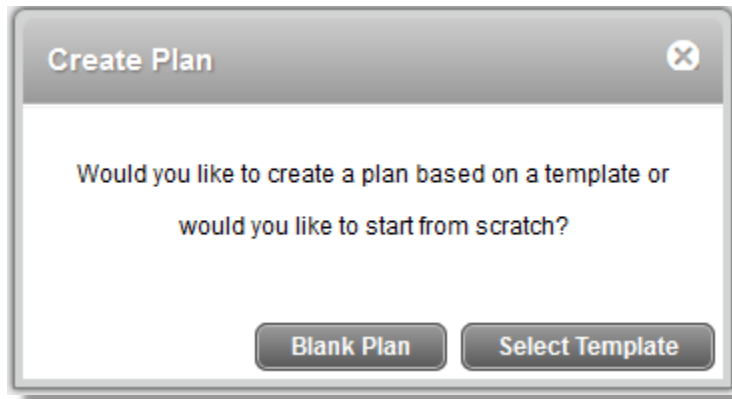 Create Plan
Would you like to create a plan based on a template or
would you like to start from scratch?
Blank Plan
Select Template